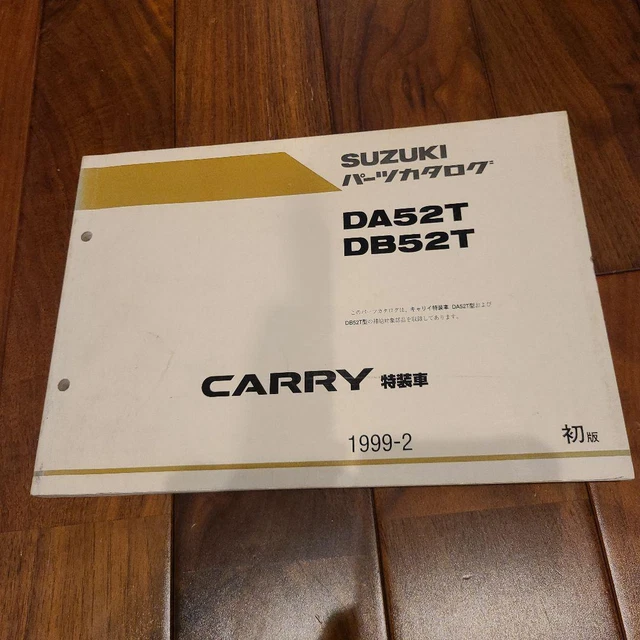 SUZUKI
パーツカタログ
DA52T
DB52T
このパーツカタログは、キャリイ特装車 DA52T型および
DB52T型の補給対象部品を収録してあります。
CARRY 特装車
1999-2
初版